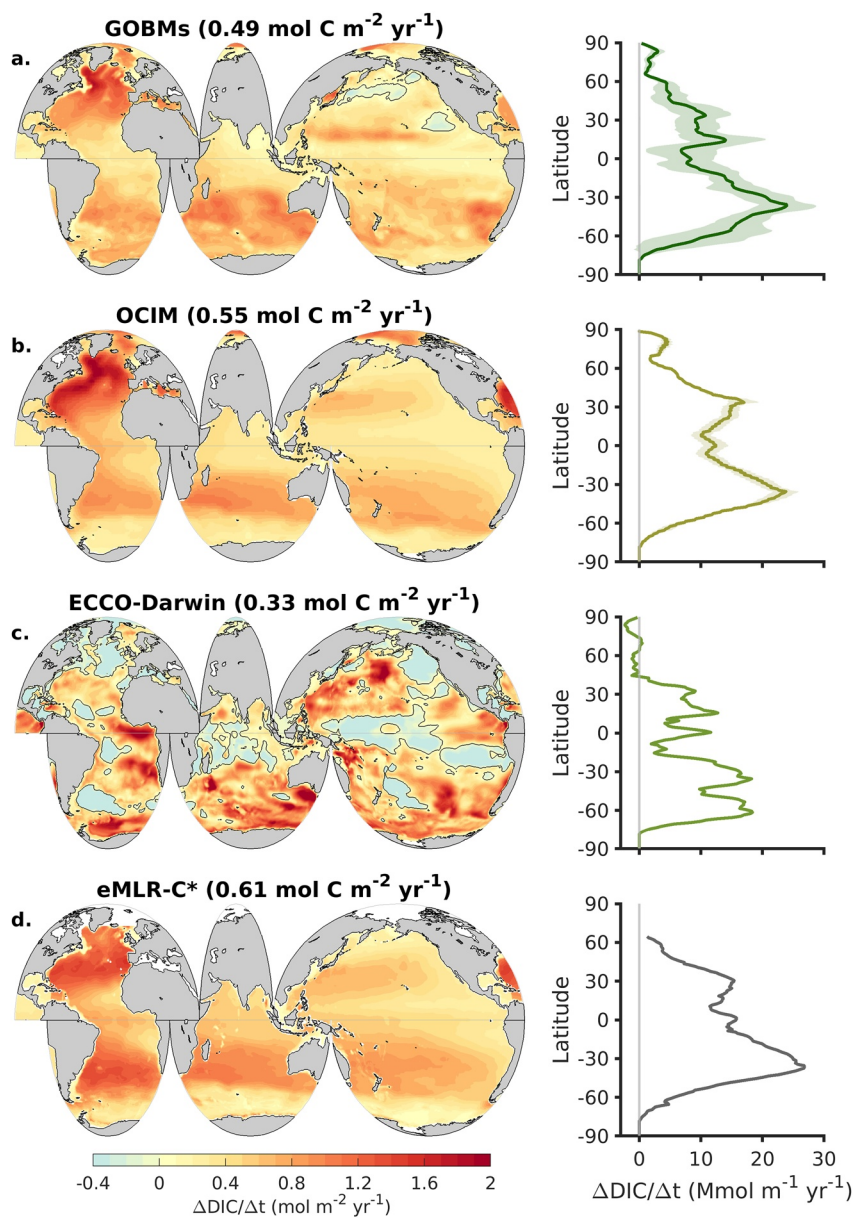 GOBMs (0.49 mol C m-2 yr-1)
a.
90
60
30
0
-30
-60
-90
Latitude
OCIM (0.55 mol C m-2 yr-1)
b.
90
60
30
0
-30
-60
-90
Latitude
ECCO-Darwin (0.33 mol C m-2 yr-1)
c.
90
60
30
0
-30
-60
-90
Latitude
eMLR-C* (0.61 mol C m-2 yr-1)
d.
90
60
30
0
-30
-60
-90
Latitude
0 10 20 30
ΔDIC/Δt (Mmol m-1 yr-1)
-0.4 0 0.4 0.8 1.2 1.6 2
ΔDIC/Δt (mol m-2 yr-1)